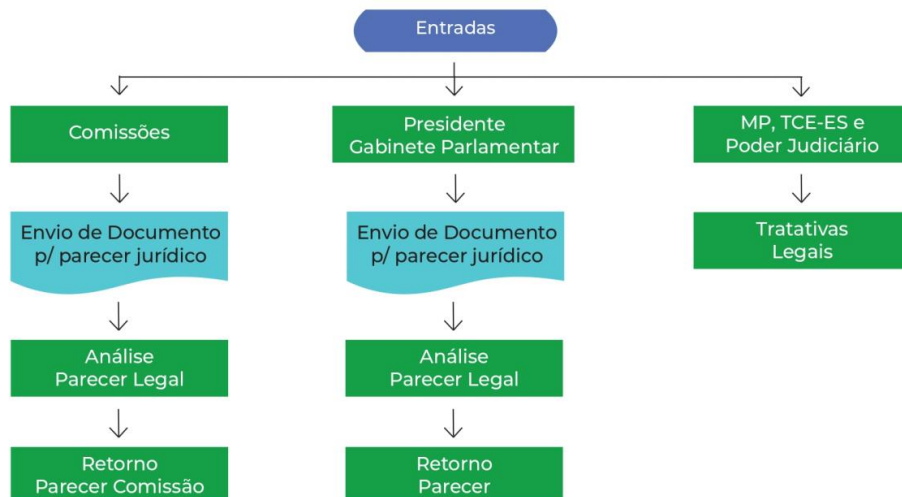 Entradas
Comissões
Presidente
Gabinete Parlamentar
MP, TCE-ES e
Poder Judiciário
Envio de Documento
p/ parecer jurídico
Envio de Documento
p/ parecer jurídico
Tratativas
Legais
Análise
Parecer Legal
Análise
Parecer Legal
Retorno
Parecer Comissão
Retorno
Parecer